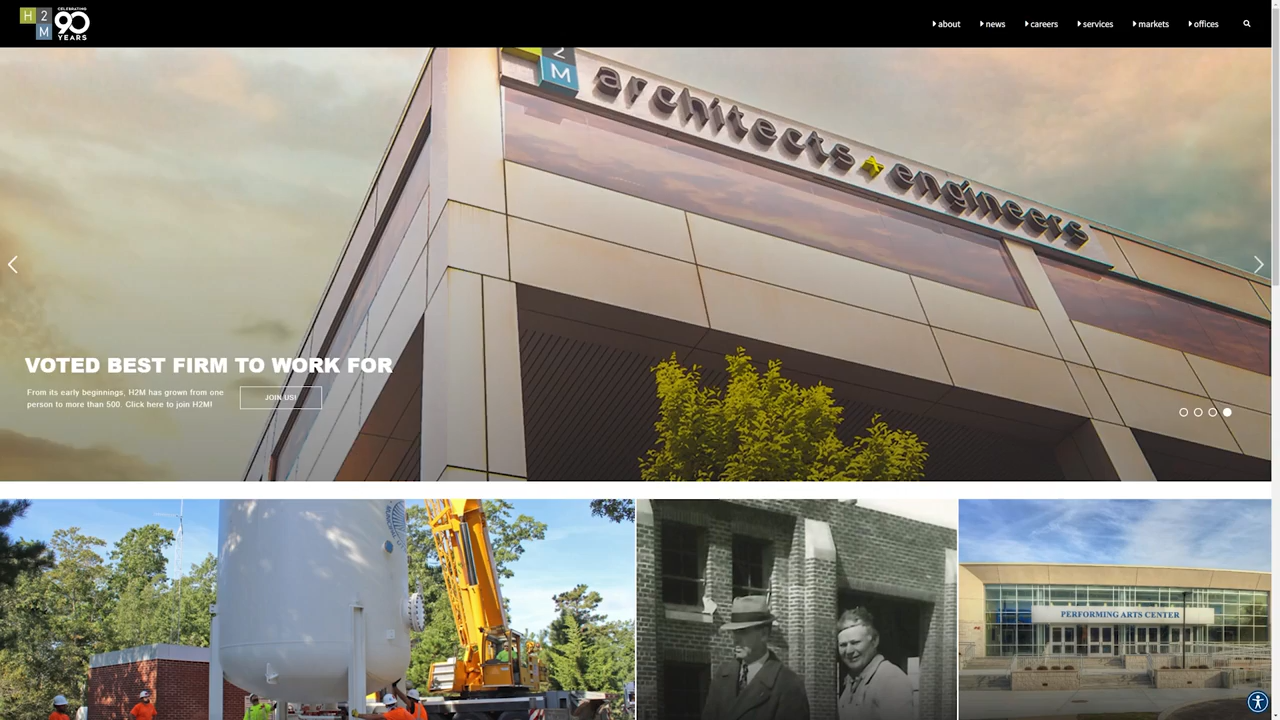 H2M
CELEBRATING
90
YEARS
about
news
careers
services
markets
offices
2M architects + engineers
VOTED BEST FIRM TO WORK FOR
From its early beginnings, H2M has grown from one
person to more than 500. Click here to join H2M!
JOIN US!
PERFORMING ARTS CENTER